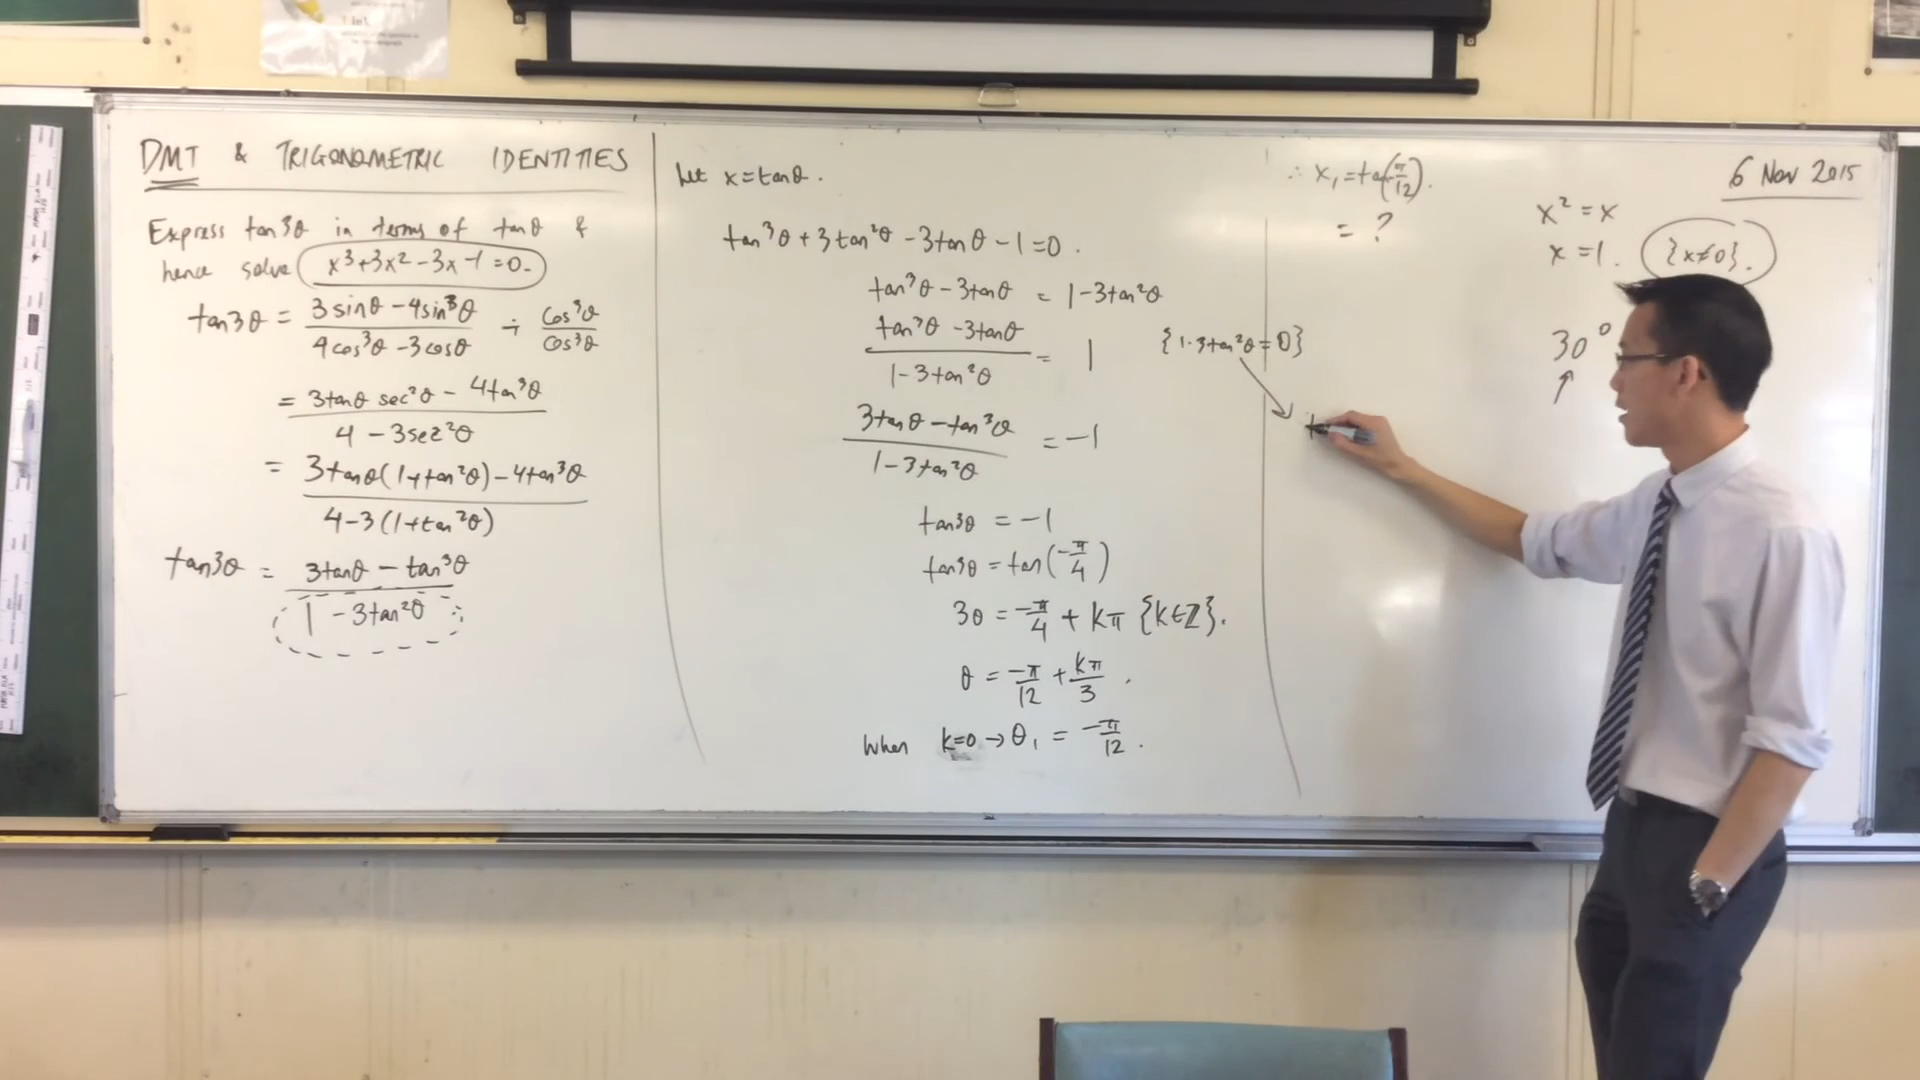 DMT & TRIGONOMETRIC IDENTITIES
Express tan3θ in terms of tanθ &
hence solve x³+3x²-3x-1=0.
tan3θ = (3sinθ - 4sin³θ)/(4cos³θ - 3cosθ) ÷ cos³θ/cos³θ
= (3tanθ sec²θ - 4tan³θ)/(4 - 3sec²θ)
= (3tanθ(1+tan²θ) - 4tan³θ)/(4-3(1+tan²θ))
tan3θ = (3tanθ - tan³θ)/(1 - 3tan²θ)
Let x=tanθ.
tan³θ + 3tan²θ - 3tanθ - 1 = 0.
tan³θ - 3tanθ = 1-3tan²θ
(tan³θ - 3tanθ)/(1-3tan²θ) = 1 {1-3tan²θ≠0}
(3tanθ - tan³θ)/(1-3tan²θ) = -1
tan3θ = -1
tan3θ = tan(-π/4)
3θ = -π/4 + kπ {k∈ℤ}.
θ = -π/12 + kπ/3.
When k=0 → θ₁ = -π/12.
∴ x₁=tan(-π/12).
= ?
6 Nov 2015
x² = x
x = 1. {x≠0}.
30°